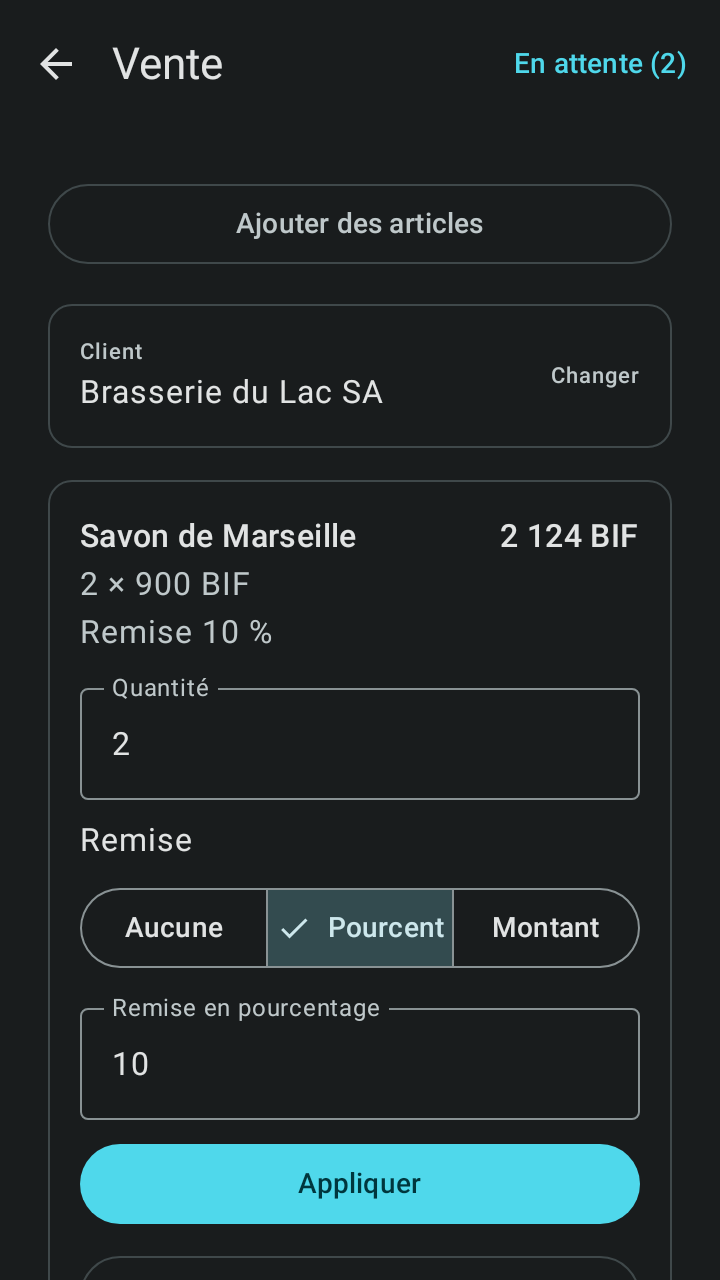 Vente
En attente (2)
Ajouter des articles
Client
Brasserie du Lac SA
Changer
Savon de Marseille
2 124 BIF
2 × 900 BIF
Remise 10 %
Quantité
2
Remise
Aucune
Pourcent
Montant
Remise en pourcentage
10
Appliquer